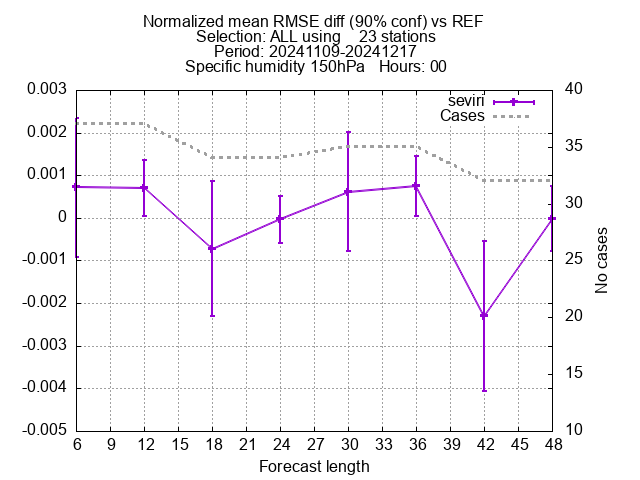 Normalized mean RMSE diff (90% conf) vs REF
Selection: ALL using    23 stations
Period: 20241109-20241217
Specific humidity 150hPa   Hours: 00
seviri
Cases
0.003
0.002
0.001
0
-0.001
-0.002
-0.003
-0.004
-0.005
40
35
30
25
20
15
10
No cases
6 9 12 15 18 21 24 27 30 33 36 39 42 45 48
Forecast length